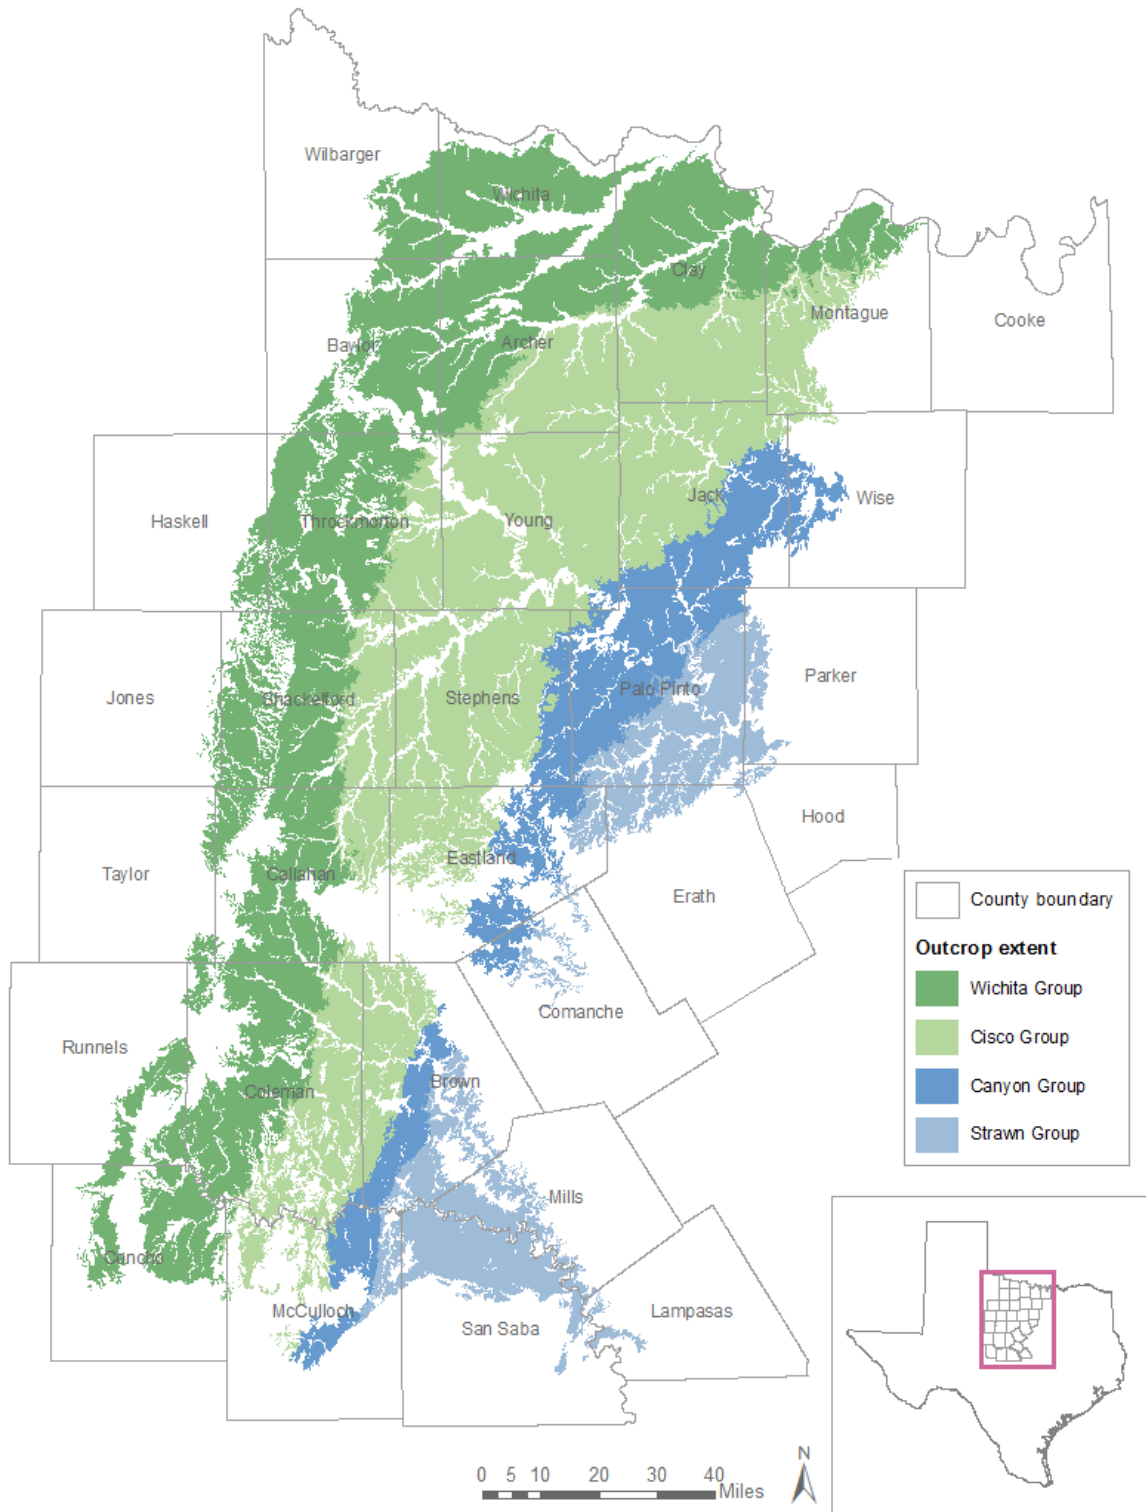 Wilbarger
Wichita
Clay
Montague
Cooke
Baylor
Archer
Haskell
Throckmorton
Young
Jack
Wise
Jones
Shackelford
Stephens
Palo Pinto
Parker
Taylor
Callahan
Eastland
Hood
Erath
Runnels
Coleman
Brown
Comanche
Concho
McCulloch
San Saba
Mills
Lampasas
County boundary
Outcrop extent
Wichita Group
Cisco Group
Canyon Group
Strawn Group
N
0 5 10 20 30 40
Miles